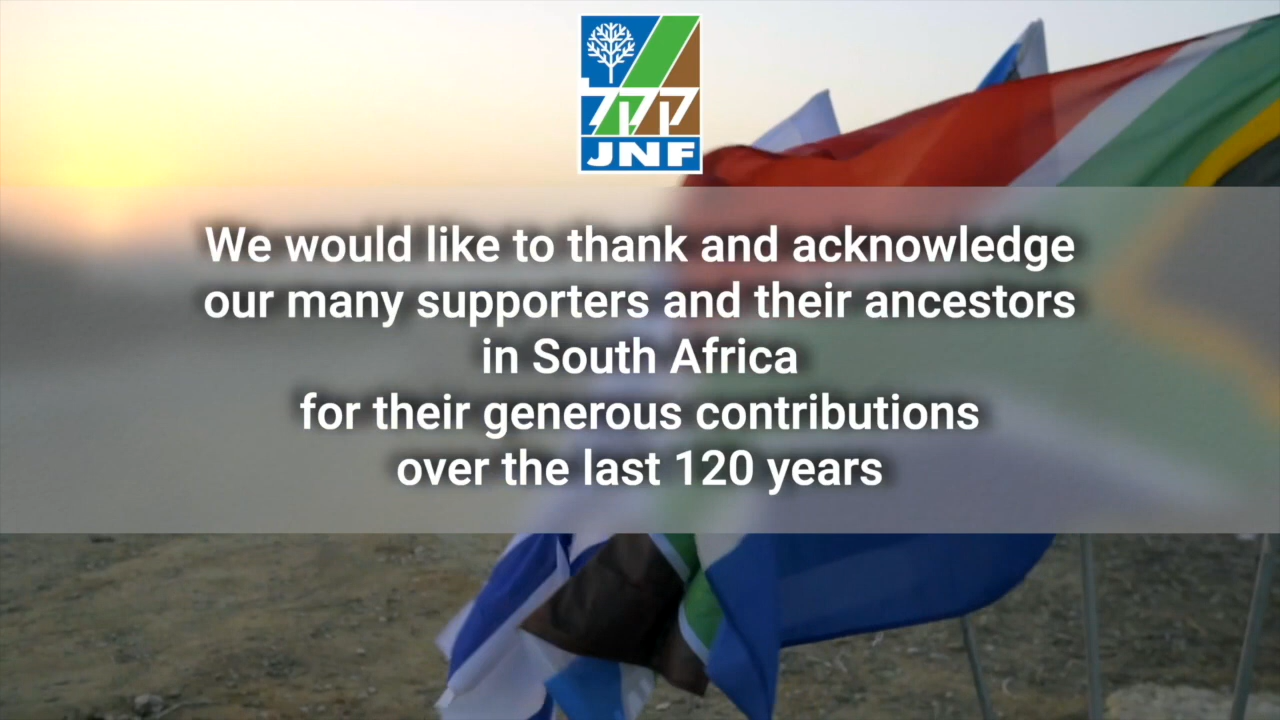 קקל
JNF
We would like to thank and acknowledge
our many supporters and their ancestors
in South Africa
for their generous contributions
over the last 120 years